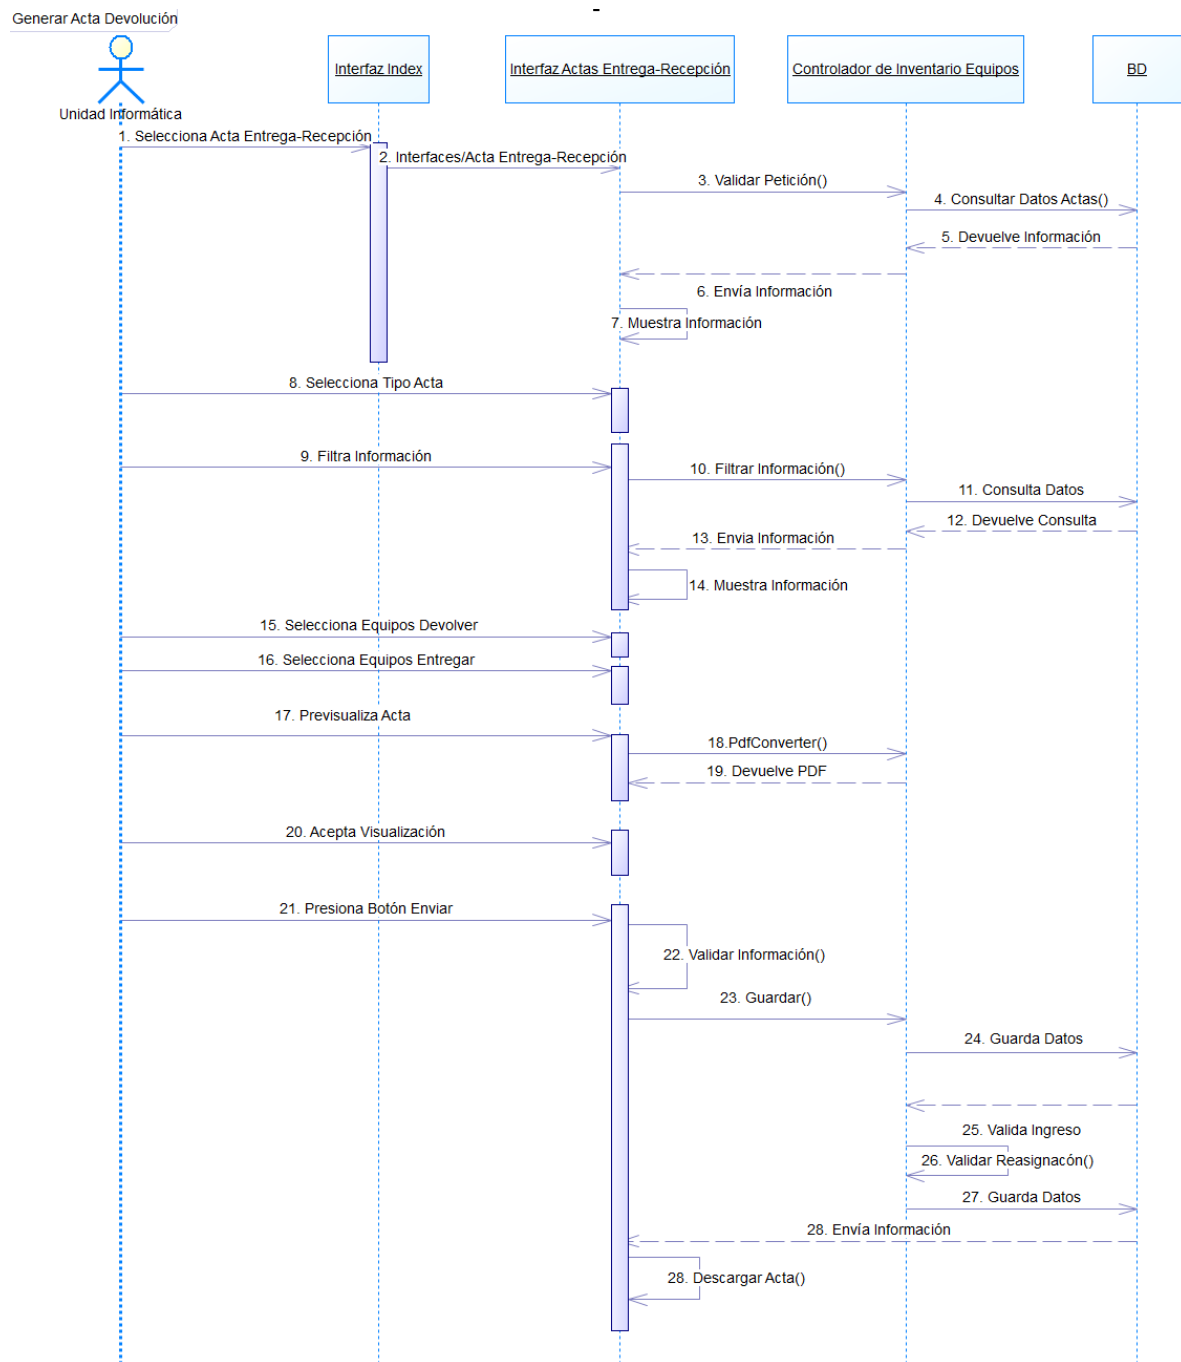 -
Generar Acta Devolución
Interfaz Index
Interfaz Actas Entrega-Recepción
Controlador de Inventario Equipos
BD
Unidad Informática
1. Selecciona Acta Entrega-Recepción
2. Interfaces/Acta Entrega-Recepción
3. Validar Petición()
4. Consultar Datos Actas()
5. Devuelve Información
6. Envía Información
7. Muestra Información
8. Selecciona Tipo Acta
9. Filtra Información
10. Filtrar Información()
11. Consulta Datos
12. Devuelve Consulta
13. Envia Información
14. Muestra Información
15. Selecciona Equipos Devolver
16. Selecciona Equipos Entregar
17. Previsualiza Acta
18.PdfConverter()
19. Devuelve PDF
20. Acepta Visualización
21. Presiona Botón Enviar
22. Validar Información()
23. Guardar()
24. Guarda Datos
25. Valida Ingreso
26. Validar Reasignacón()
27. Guarda Datos
28. Envía Información
28. Descargar Acta()